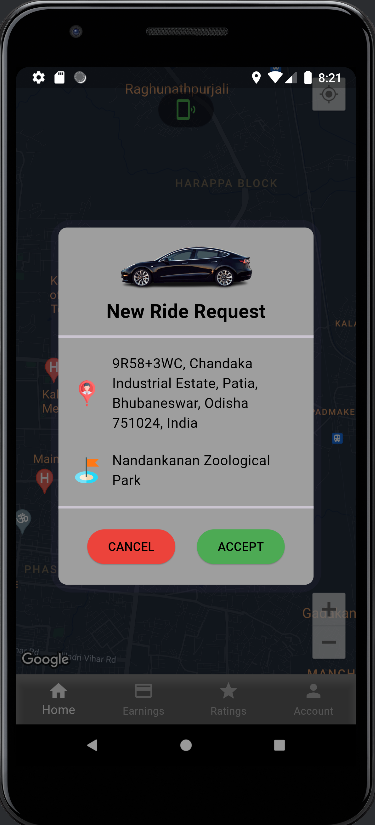 8:21
Raghunathpurjali
HARAPPA BLOCK
New Ride Request
9R58+3WC, Chandaka
Industrial Estate, Patia,
Bhubaneswar, Odisha
751024, India
Nandankanan Zoological
Park
CANCEL
ACCEPT
Google
Home
Earnings
Ratings
Account